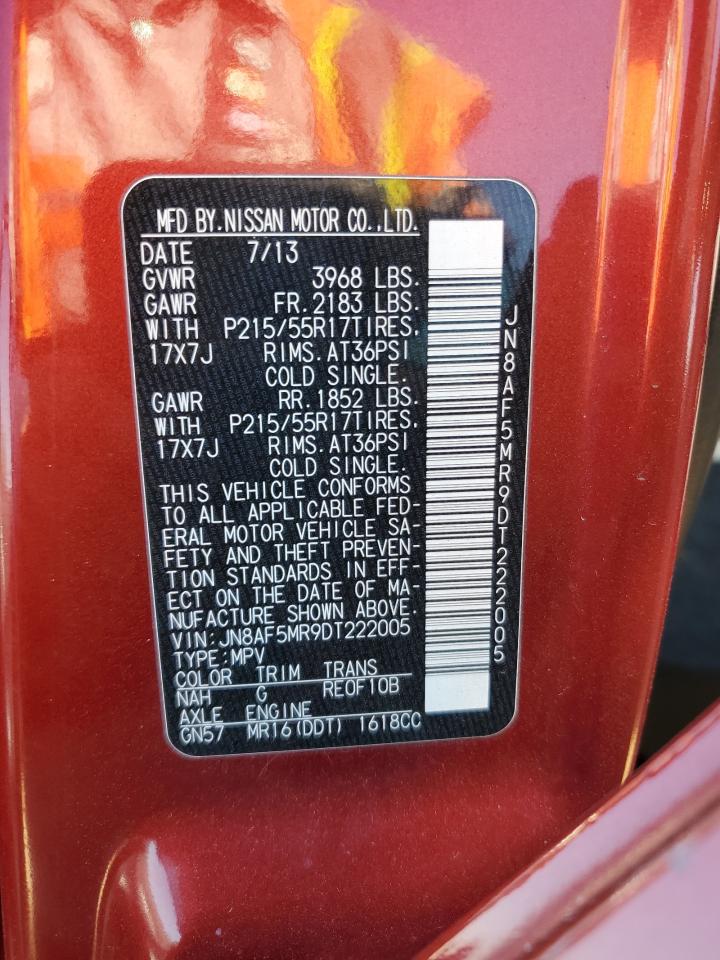 MFD BY.NISSAN MOTOR CO.,LTD.
DATE 7/13
GVWR 3968 LBS.
GAWR FR.2183 LBS.
WITH P215/55R17TIRES,
17X7J RIMS.AT36PSI
COLD SINGLE.
GAWR RR.1852 LBS.
WITH P215/55R17TIRES,
17X7J RIMS.AT36PSI
COLD SINGLE.
THIS VEHICLE CONFORMS
TO ALL APPLICABLE FED-
ERAL MOTOR VEHICLE SA-
FETY AND THEFT PREVEN-
TION STANDARDS IN EFF-
ECT ON THE DATE OF MA-
NUFACTURE SHOWN ABOVE.
VIN:JN8AF5MR9DT222005
TYPE:MPV
COLOR TRIM TRANS
NAH G RE0F10B
AXLE ENGINE
GN57 MR16(DDT) 1618CC
JN8AF5MR9DT222005